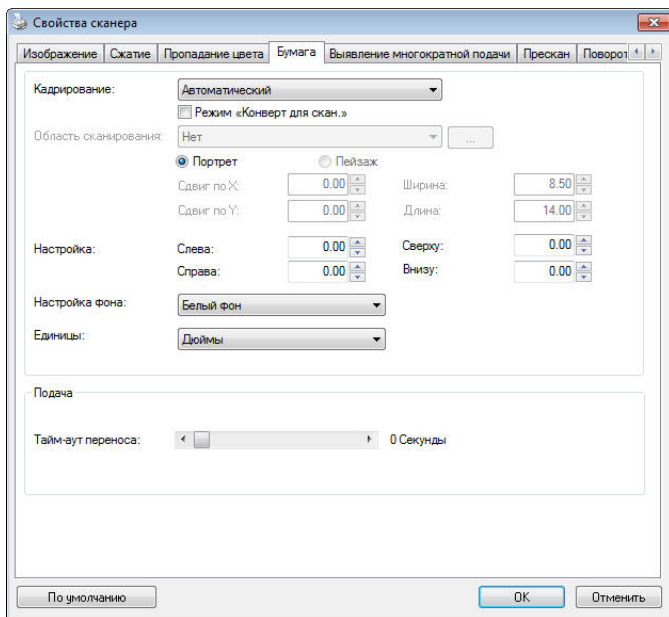 Свойства сканера
Изображение Сжатие Пропадание цвета Бумага Выявление многократной подачи Прескан Поворот
Кадрирование: Автоматический
Режим «Конверт для скан.»
Область сканирования: Нет ...
Портрет Пейзаж
Сдвиг по X: 0.00 Ширина: 8.50
Сдвиг по Y: 0.00 Длина: 14.00
Настройка: Слева: 0.00 Сверху: 0.00
Справа: 0.00 Внизу: 0.00
Настройка фона: Белый фон
Единицы: Дюймы
Подача
Тайм-аут переноса: 0 Секунды
По умолчанию OK Отменить